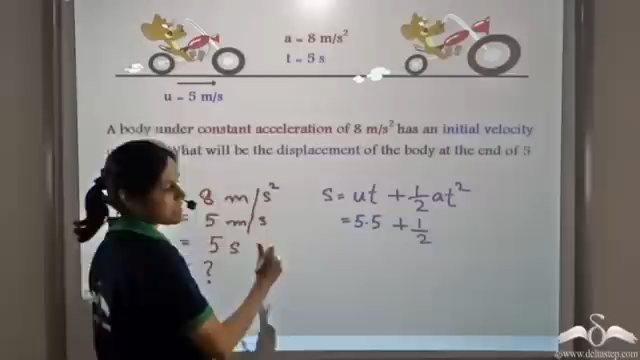 a = 8 m/s²
t = 5 s
u = 5 m/s
A body under constant acceleration of 8 m/s² has an initial velocity
What will be the displacement of the body at the end of 5
8 m/s²
= 5 m/s
= 5 s
?
s = ut + 1/2 at²
= 5.5 + 1/2
©www.deltastep.com